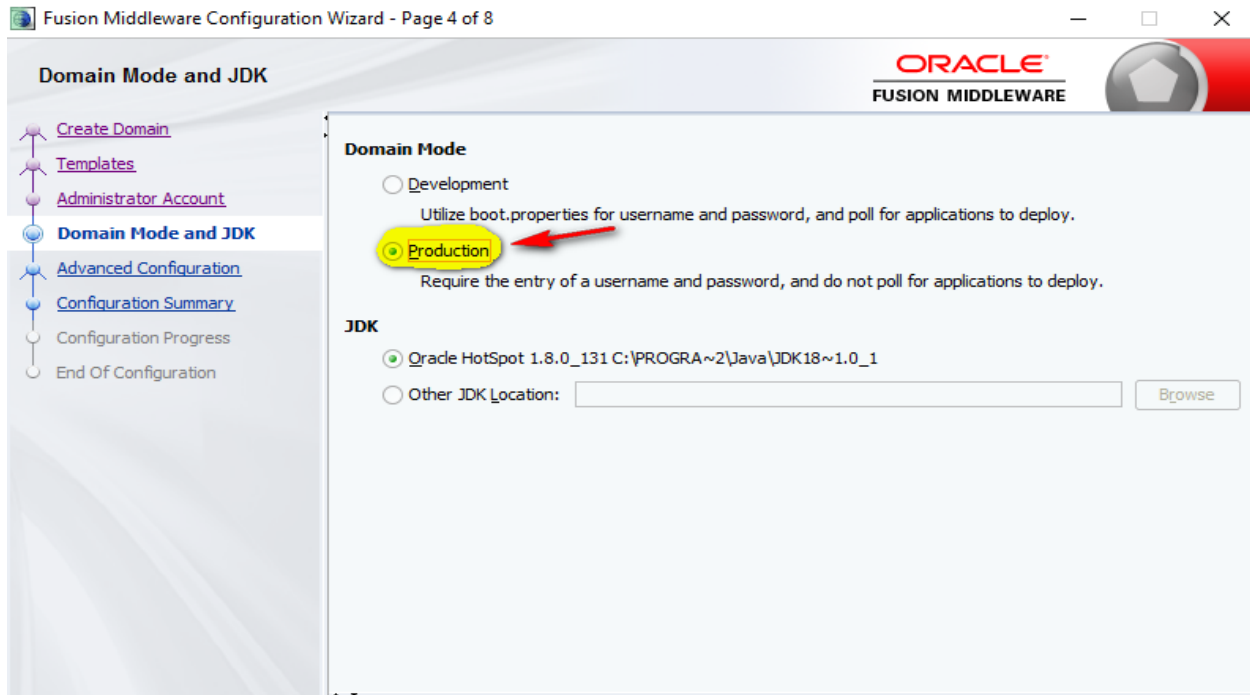 Fusion Middleware Configuration Wizard - Page 4 of 8
Domain Mode and JDK
ORACLE
FUSION MIDDLEWARE
Create Domain
Templates
Administrator Account
Domain Mode and JDK
Advanced Configuration
Configuration Summary
Configuration Progress
End Of Configuration
Domain Mode
Development
Utilize boot.properties for username and password, and poll for applications to deploy.
Production
Require the entry of a username and password, and do not poll for applications to deploy.
JDK
Oracle HotSpot 1.8.0_131 C:\PROGRA~2\Java\JDK18~1.0_1
Other JDK Location:
Browse